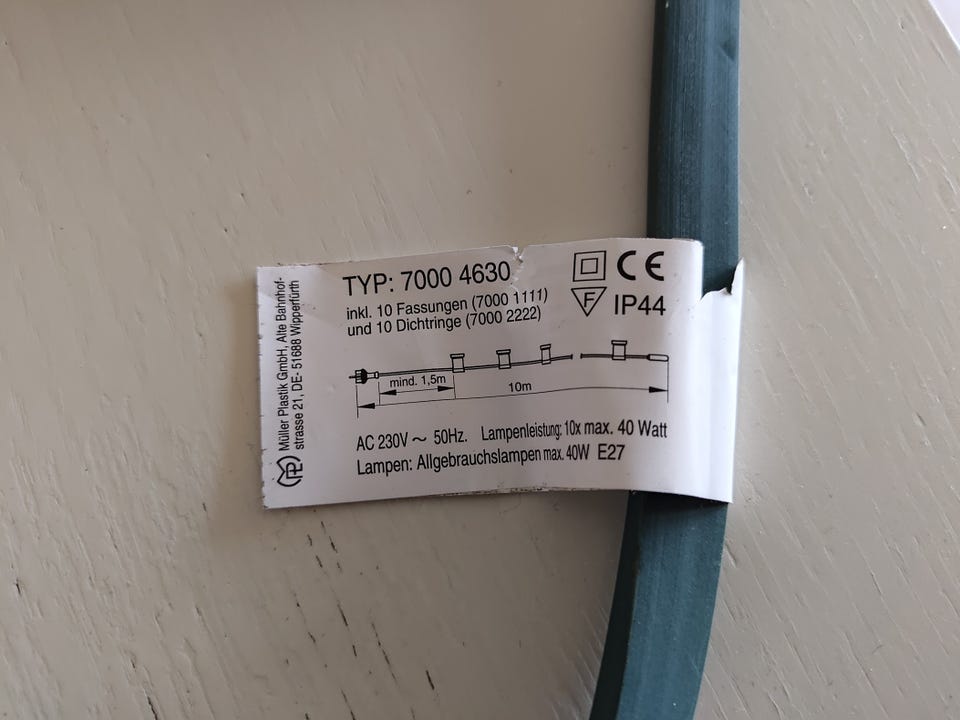 TYP: 7000 4630
inkl. 10 Fassungen (7000 1111)
und 10 Dichtringe (7000 2222)
CE
F IP44
mind. 1,5m
10m
AC 230V ~ 50Hz. Lampenleistung: 10x max. 40 Watt
Lampen: Allgebrauchslampen max. 40W E27
Müller Plastik GmbH, Alte Bahnhof-
strasse 21, DE- 51688 Wipperfürth